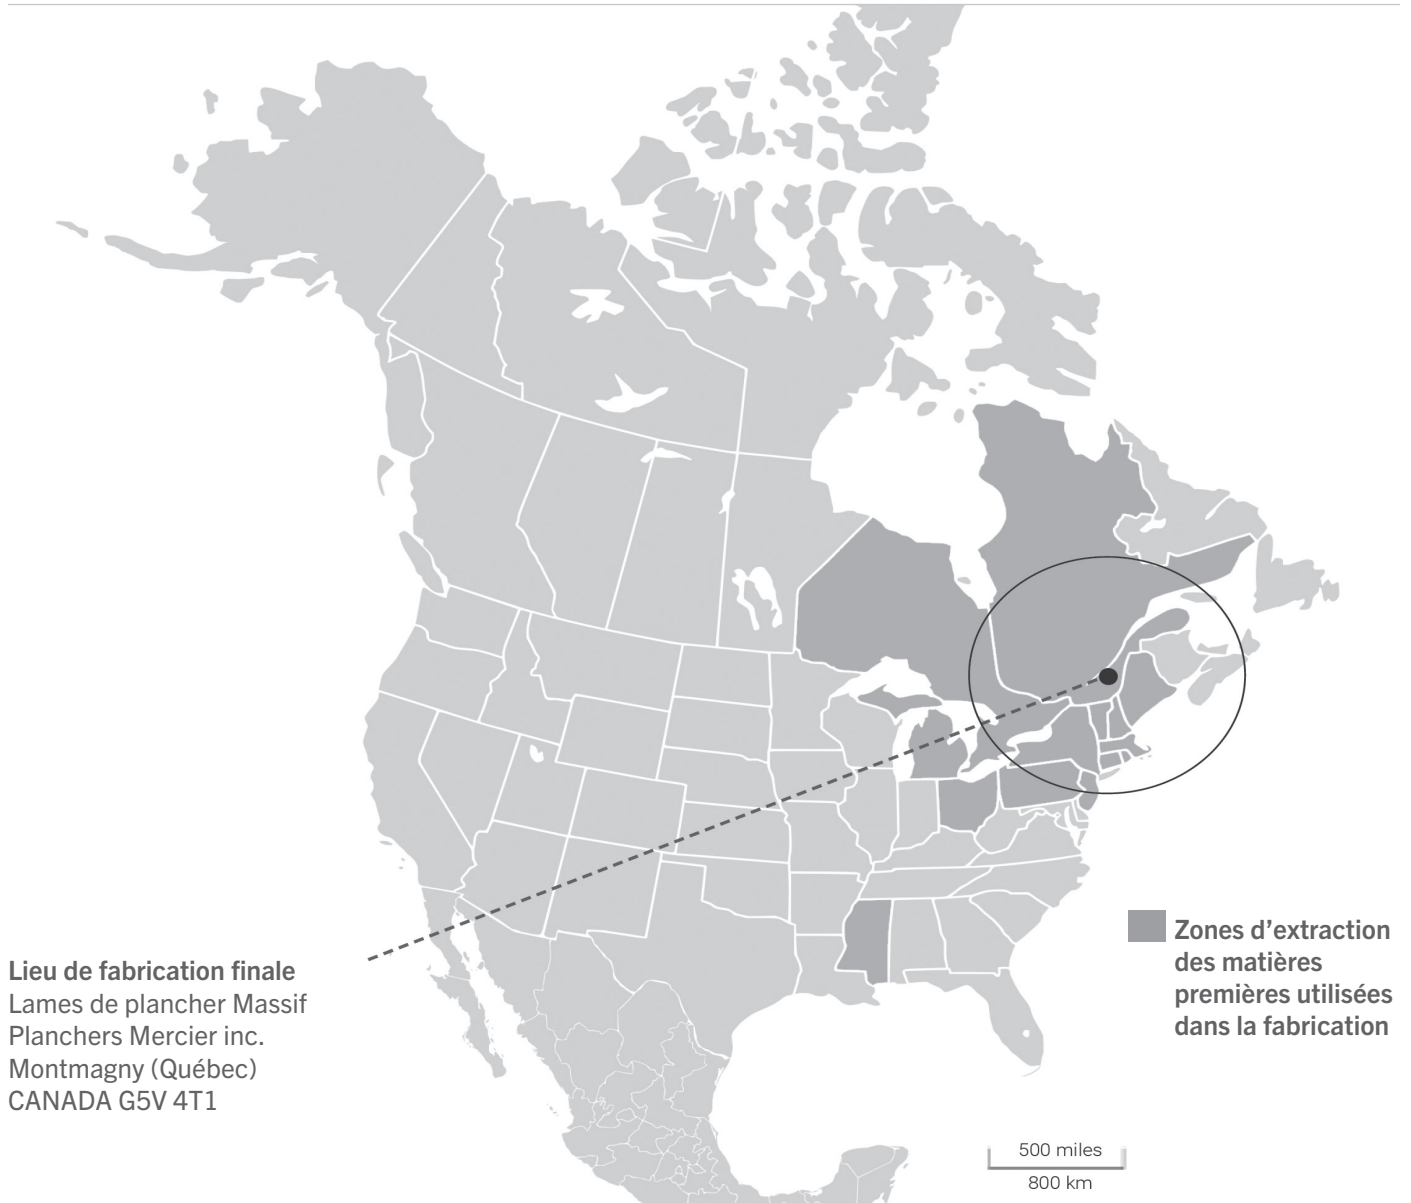 Lieu de fabrication finale
Lames de plancher Massif
Planchers Mercier inc.
Montmagny (Québec)
CANADA G5V 4T1
Zones d’extraction
des matières
premières utilisées
dans la fabrication
500 miles
800 km